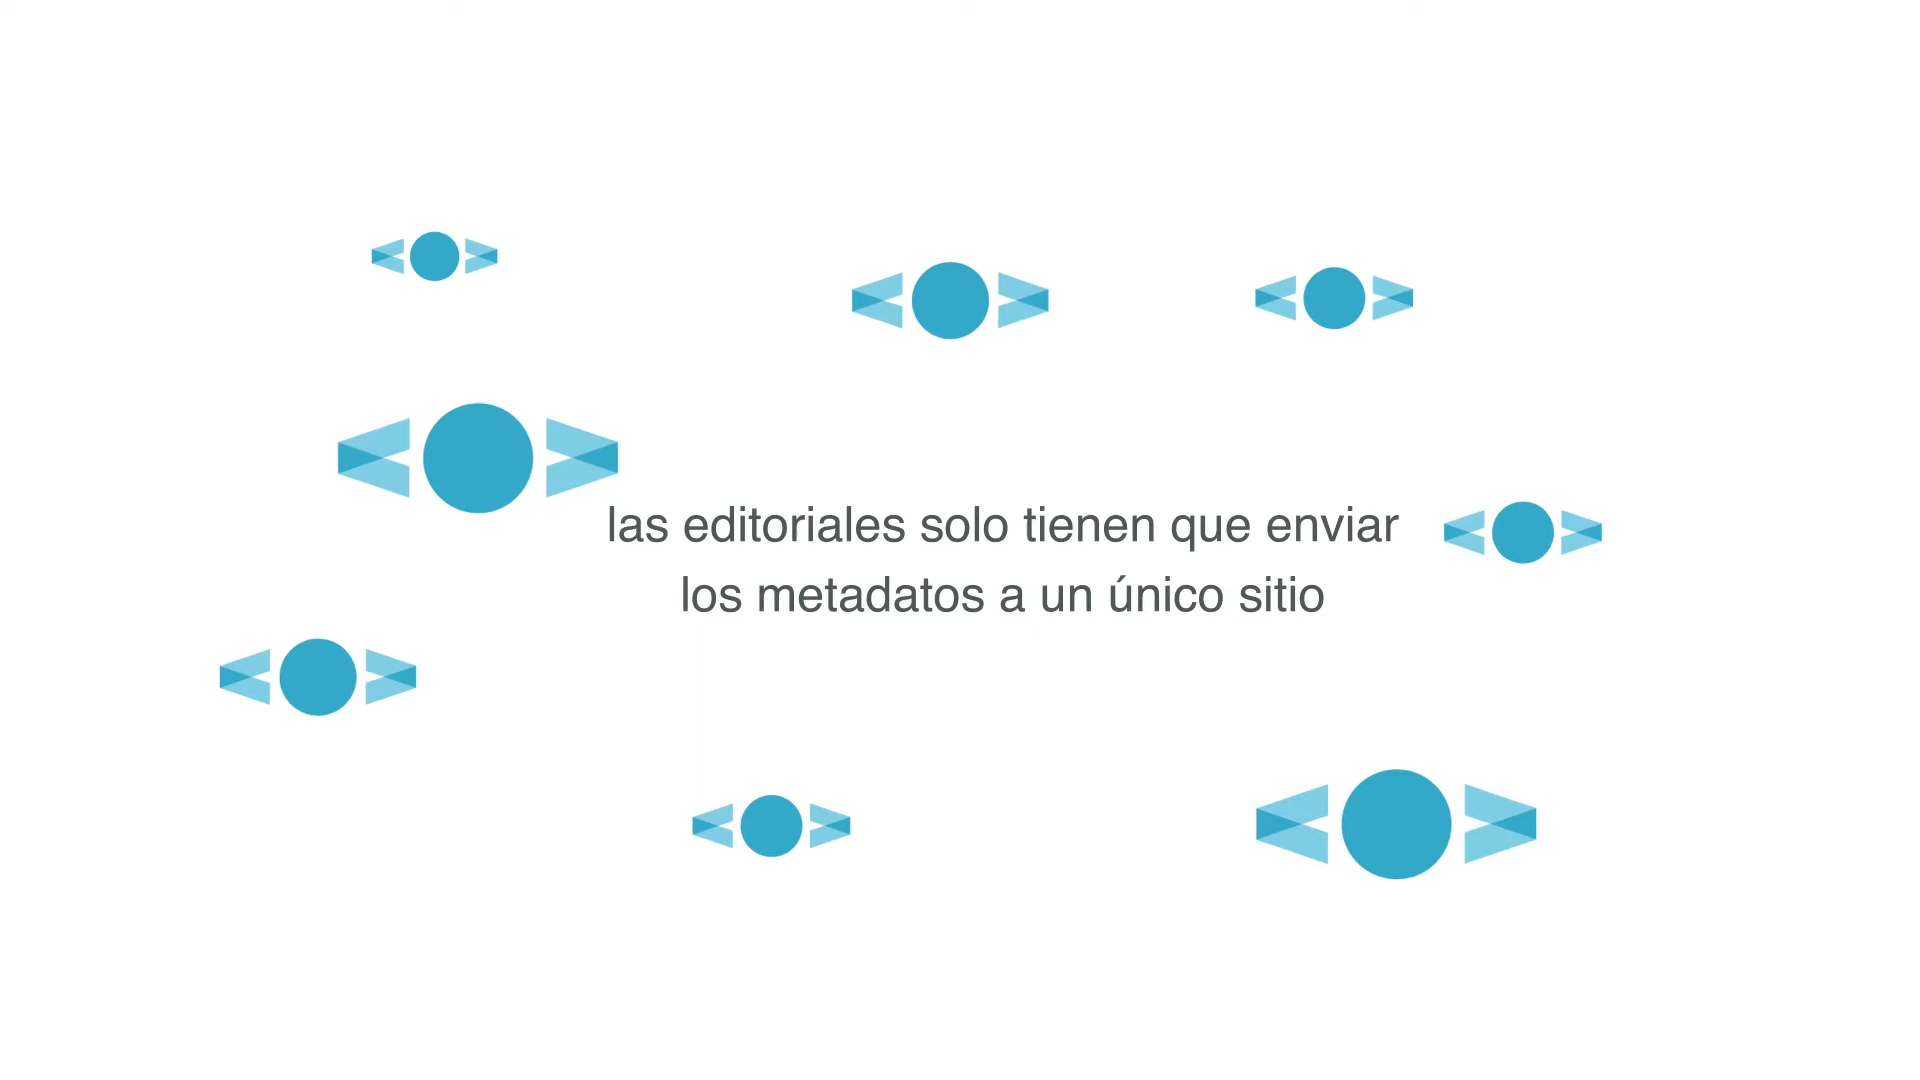 las editoriales solo tienen que enviar
los metadatos a un único sitio